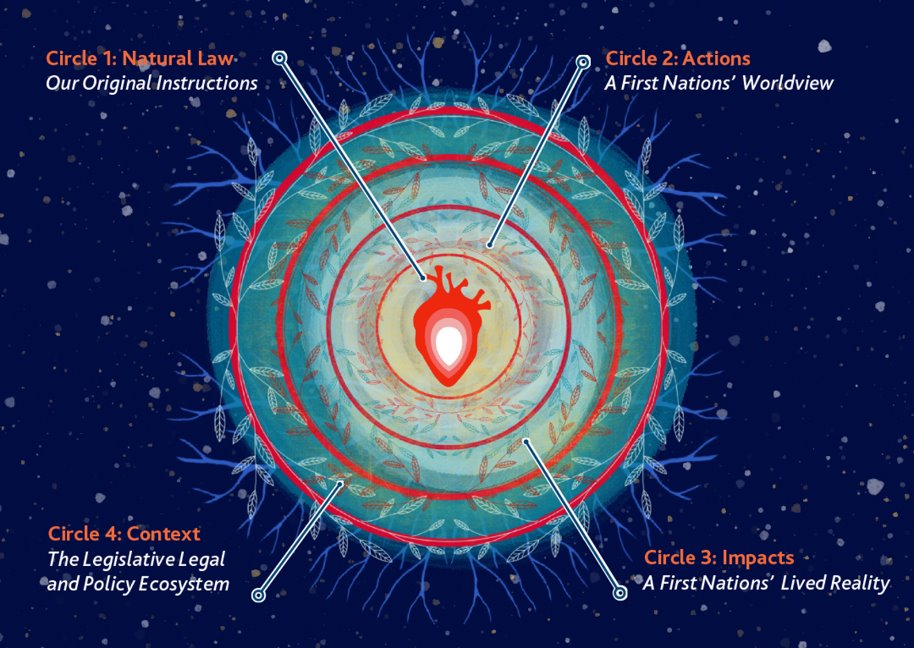 Circle 1: Natural Law
Our Original Instructions
Circle 2: Actions
A First Nations’ Worldview
Circle 4: Context
The Legislative Legal
and Policy Ecosystem
Circle 3: Impacts
A First Nations’ Lived Reality